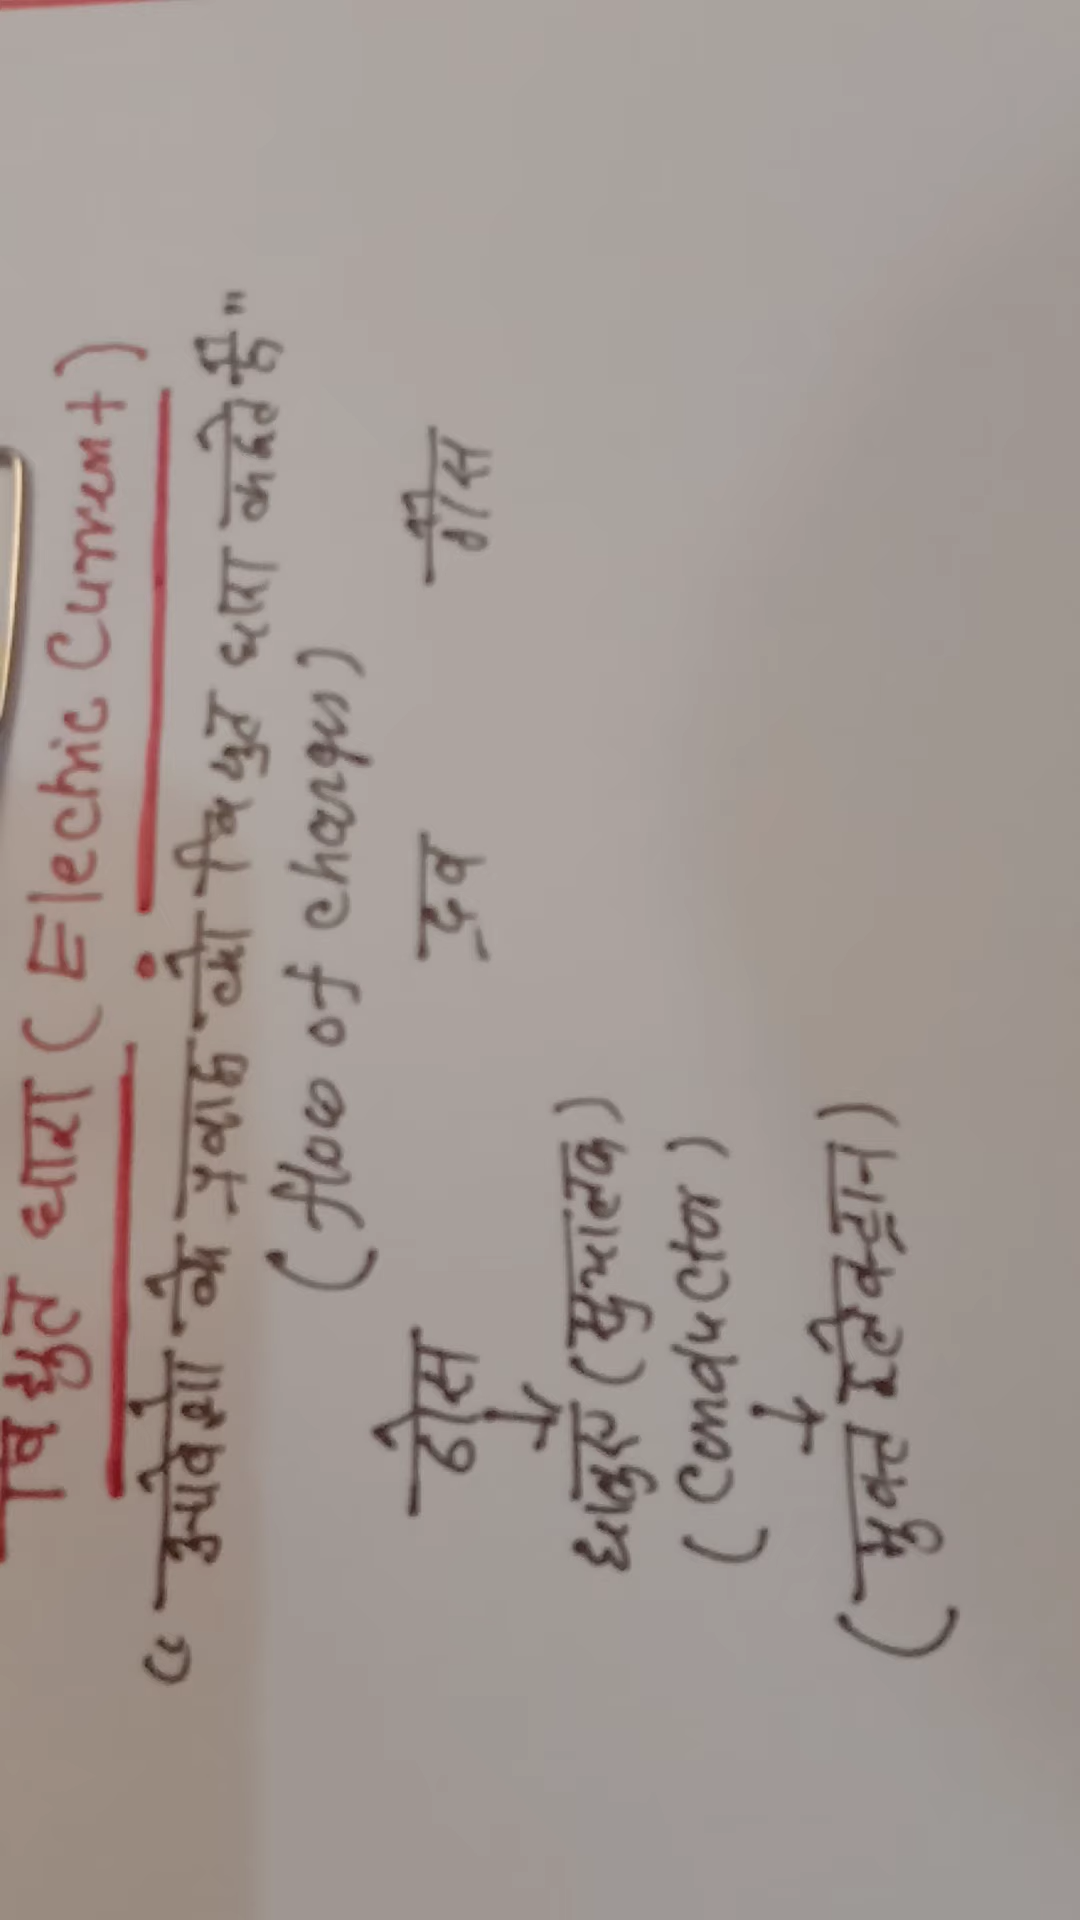 विद्युत धारा ( Electric Current )
" आवेशो के प्रवाह को विद्युत धारा कहते है "
( flow of charges )
ठोस द्रव गैस
↓
धातुएं ( सुचालक )
( Conductor )
↓
( मुक्त इलेक्ट्रान )